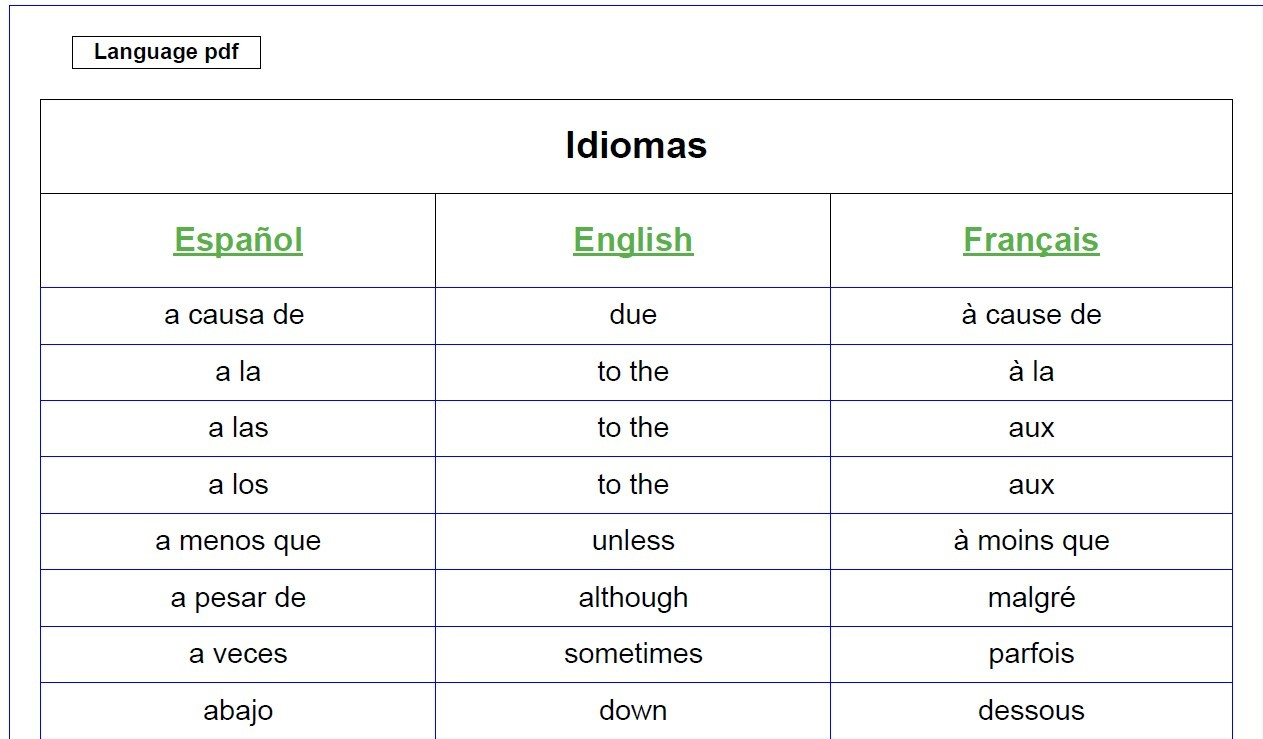 Language pdf
Idiomas
Español English Français
a causa de due à cause de
a la to the à la
a las to the aux
a los to the aux
a menos que unless à moins que
a pesar de although malgré
a veces sometimes parfois
abajo down dessous